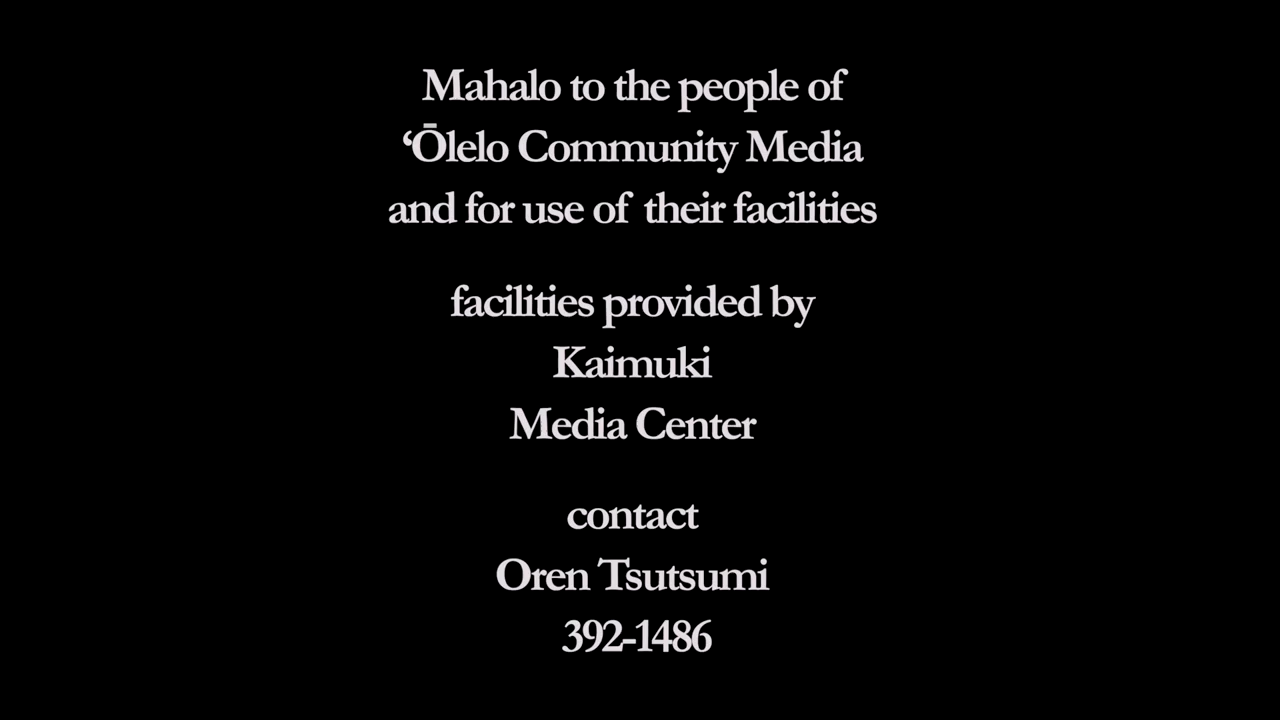 Mahalo to the people of
‘Ōlelo Community Media
and for use of their facilities
facilities provided by
Kaimuki
Media Center
contact
Oren Tsutsumi
392-1486